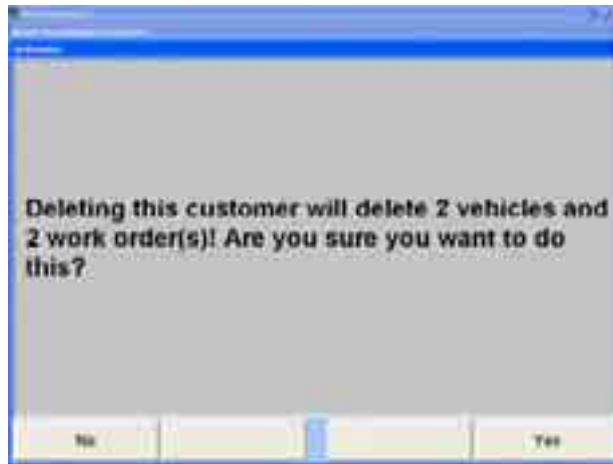 Deleting this customer will delete 2 vehicles and
2 work order(s)! Are you sure you want to do
this?
No
Yes